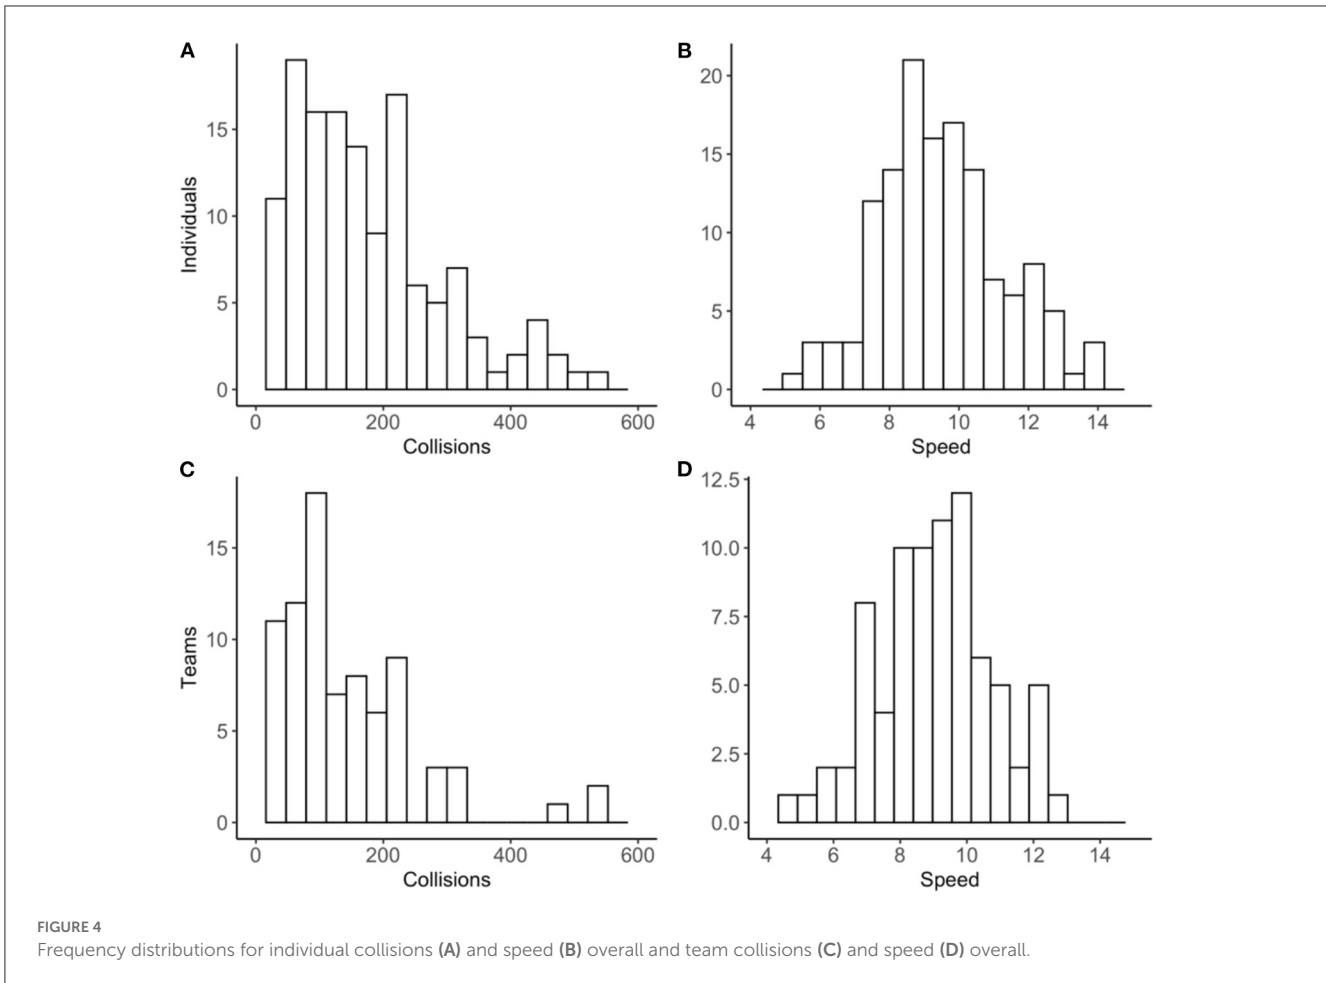 A
15
10
5
0
Individuals
0 200 400 600
Collisions
B
20
15
10
5
0
4 6 8 10 12 14
Speed
C
15
10
5
0
Teams
0 200 400 600
Collisions
D
12.5
10.0
7.5
5.0
2.5
0.0
4 6 8 10 12 14
Speed
FIGURE 4
Frequency distributions for individual collisions (A) and speed (B) overall and team collisions (C) and speed (D) overall.